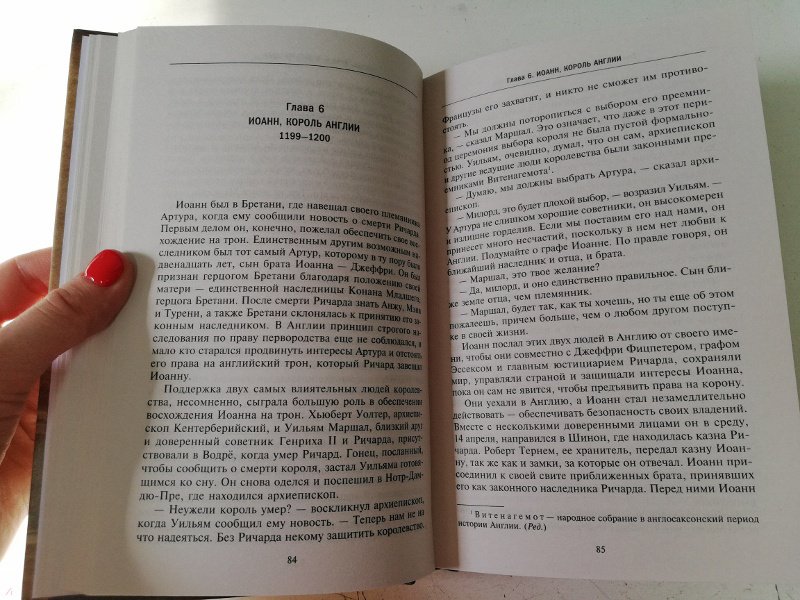 Глава 6
ИОАНН, КОРОЛЬ АНГЛИИ
1199—1200
Иоанн был в Бретани, где навещал своего племянника
Артура, когда ему сообщили новость о смерти Ричарда.
Первым делом он, конечно, пожелал обеспечить свое вос-
хождение на трон. Единственным другим возможным на-
следником был тот самый Артур, которому в ту пору было
двенадцать лет, сын брата Иоанна — Джеффри. Он был
признан герцогом Бретани благодаря положению своей
матери — единственной наследницы Конана Младшего,
герцога Бретани. После смерти Ричарда знать Анжу, Мэна
и Турени, а также Бретани склонялась к принятию его за-
конным наследником. В Англии принцип строгого на-
следования по праву первородства еще не соблюдался, и
мало кто старался продвинуть интересы Артура и отстоять
его права на английский трон, который Ричард завещал
Иоанну.
Поддержка двух самых влиятельных людей королев-
ства, несомненно, сыграла большую роль в обеспечении
восхождения Иоанна на трон. Хьюберт Уолтер, архиепи-
скоп Кентерберийский, и Уильям Маршал, близкий друг
и доверенный советник Генриха II и Ричарда, присут-
ствовали в Водрё, когда умер Ричард. Гонец, посланный,
чтобы сообщить о смерти короля, застал Уильяма готовя-
щимся ко сну. Он снова оделся и поспешил в Нотр-Дам-
дю-Пре, где находился архиепископ.
— Неужели король умер? — воскликнул архиепископ,
когда Уильям сообщил ему новость. — Теперь нам не на
что надеяться. Без Ричарда некому защитить королевство.
84
Глава 6. ИОАНН, КОРОЛЬ АНГЛИИ
Французы его захватят, и никто не сможет им противо-
стоять.
— Мы должны поторопиться с выбором его преемни-
ка, — сказал Маршал. Это означает, что даже в этот пери-
од церемония выбора короля не была пустой формально-
стью. Уильям, очевидно, думал, что он сам, архиепископ
и другие ведущие люди королевства были законными пре-
емниками Витенагемота¹.
— Думаю, мы должны выбрать Артура, — сказал архи-
епископ.
— Милорд, это будет плохой выбор, — возразил Уильям. —
У Артура не слишком хорошие советники, он высокомерен
и излишне горделив. Если мы поставим его над нами, он
принесет много несчастий, поскольку в нем нет любви к
Англии. Подумайте о графе Иоанне. По правде говоря, он
ближайший наследник и отца, и брата.
— Маршал, это твое желание?
— Да, милорд, и оно единственно правильное. Сын бли-
же земле отца, чем племянник.
— Маршал, будет так, как ты хочешь, но ты еще об этом
пожалеешь, причем больше, чем о любом другом поступ-
ке в своей жизни.
Иоанн послал этих двух людей в Англию от своего име-
ни, чтобы они совместно с Джеффри Фицпетером, графом
Эссексом и главным юстициарием Ричарда, сохраняли
мир, управляли страной и защищали интересы Иоанна,
пока он сам не явится, чтобы предъявить права на корону.
Они уехали в Англию, а Иоанн стал незамедлительно
действовать — обеспечивать безопасность своих владений.
Вместе с несколькими доверенными лицами он в среду,
14 апреля, направился в Шинон, где находилась казна Ри-
чарда. Роберт Тернем, ее хранитель, передал казну Иоан-
ну, так же как и замки, за которые он отвечал. Иоанн при-
соединил к своей свите приближенных брата, принявших
его как законного наследника Ричарда. Перед ними Иоанн
¹ Витенагемот — народное собрание в англосаксонский период
истории Англии. (Ред.)
85